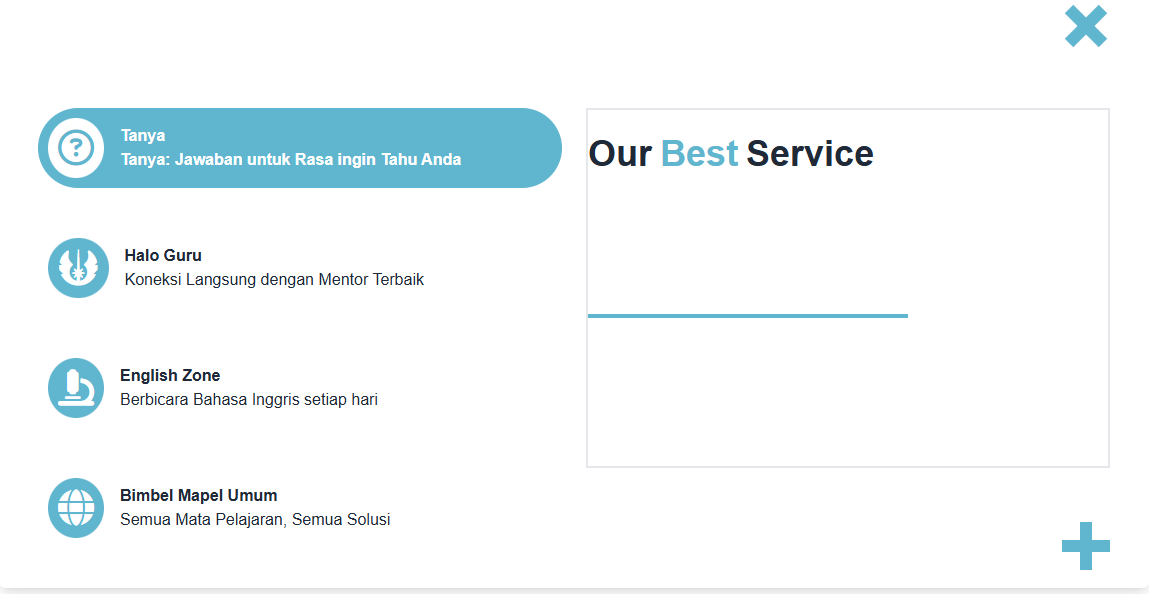 Tanya
Tanya: Jawaban untuk Rasa ingin Tahu Anda
Halo Guru
Koneksi Langsung dengan Mentor Terbaik
English Zone
Berbicara Bahasa Inggris setiap hari
Bimbel Mapel Umum
Semua Mata Pelajaran, Semua Solusi
Our Best Service